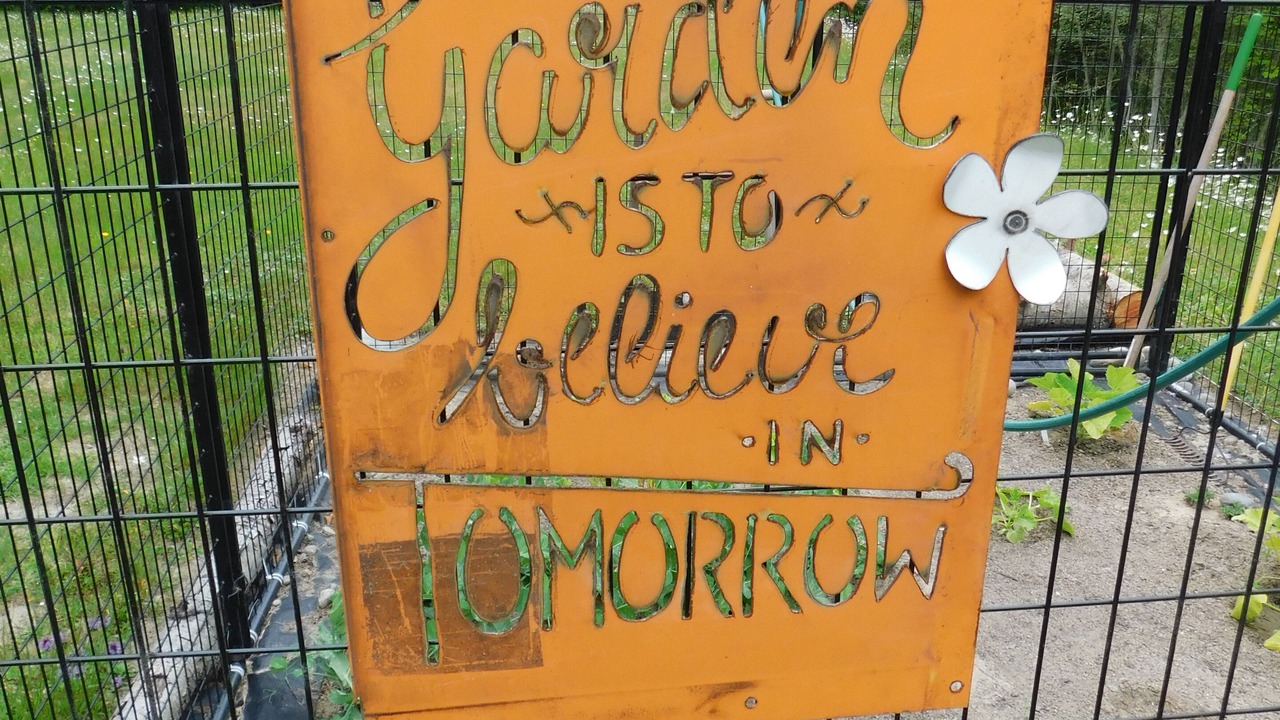 garden
IS TO
believe
·IN·
TOMORROW